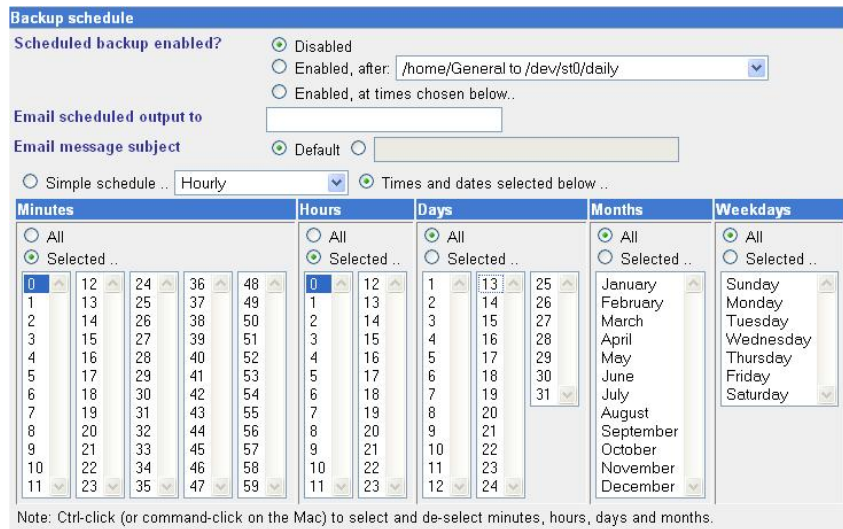 Backup schedule
Scheduled backup enabled? Disabled
Enabled, after: /home/General to /dev/st0/daily
Enabled, at times chosen below..
Email scheduled output to
Email message subject Default
Simple schedule .. Hourly Times and dates selected below ..
Minutes Hours Days Months Weekdays
All All All All All
Selected .. Selected .. Selected .. Selected .. Selected ..
0 12 24 36 48 0 12 1 13 25 January Sunday
1 13 25 37 49 1 13 2 14 26 February Monday
2 14 26 38 50 2 14 3 15 27 March Tuesday
3 15 27 39 51 3 15 4 16 28 April Wednesday
4 16 28 40 52 4 16 5 17 29 May Thursday
5 17 29 41 53 5 17 6 18 30 June Friday
6 18 30 42 54 6 18 7 19 31 July Saturday
7 19 31 43 55 7 19 8 20 August
8 20 32 44 56 8 20 9 21 September
9 21 33 45 57 9 21 10 22 October
10 22 34 46 58 10 22 11 23 November
11 23 35 47 59 11 23 12 24 December
Note: Ctrl-click (or command-click on the Mac) to select and de-select minutes, hours, days and months.